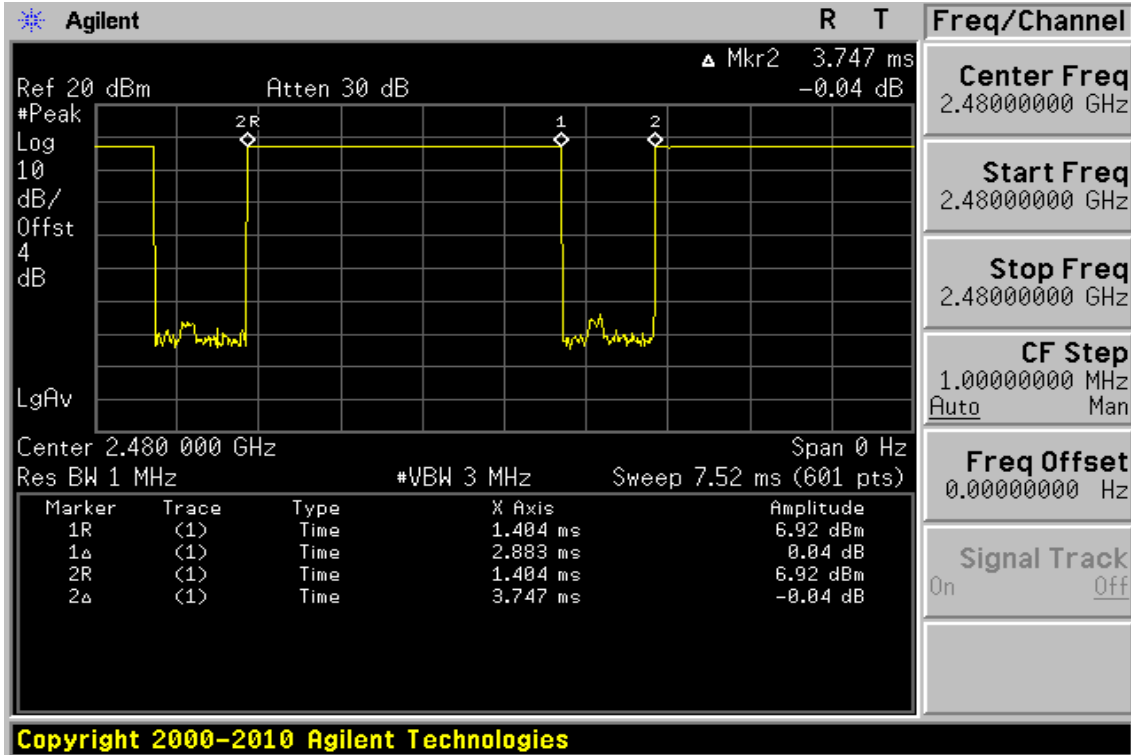 Agilent R T Freq/Channel
Δ Mkr2 3.747 ms
Ref 20 dBm Atten 30 dB -0.04 dB
#Peak
Log
10
dB/
Offst
4
dB
LgAv
2R 1 2
Center 2.480 000 GHz Span 0 Hz
Res BW 1 MHz #VBW 3 MHz Sweep 7.52 ms (601 pts)
Marker Trace Type X Axis Amplitude
1R (1) Time 1.404 ms 6.92 dBm
1Δ (1) Time 2.883 ms 0.04 dB
2R (1) Time 1.404 ms 6.92 dBm
2Δ (1) Time 3.747 ms -0.04 dB
Center Freq
2.48000000 GHz
Start Freq
2.48000000 GHz
Stop Freq
2.48000000 GHz
CF Step
1.00000000 MHz
Auto Man
Freq Offset
0.00000000 Hz
Signal Track
On Off
Copyright 2000-2010 Agilent Technologies